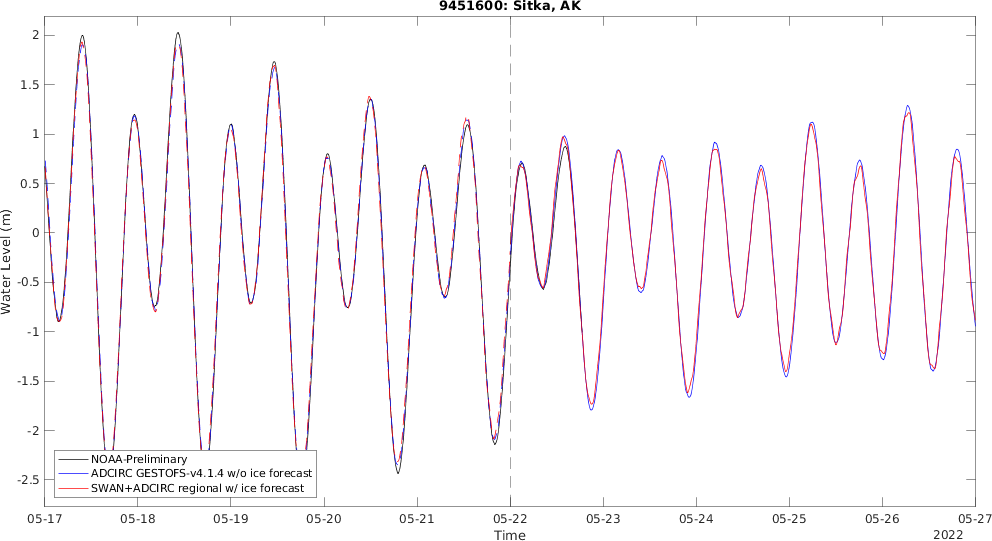 9451600: Sitka, AK
Water Level (m)
2
1.5
1
0.5
0
-0.5
-1
-1.5
-2
-2.5
NOAA-Preliminary
ADCIRC GESTOFS-v4.1.4 w/o ice forecast
SWAN+ADCIRC regional w/ ice forecast
05-17 05-18 05-19 05-20 05-21 05-22 05-23 05-24 05-25 05-26 05-27
Time
2022